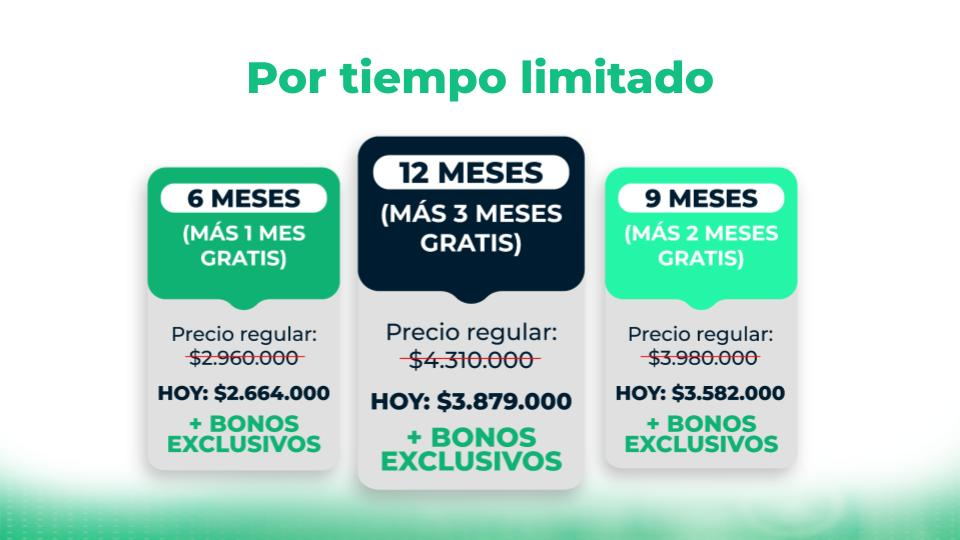 Por tiempo limitado
6 MESES
(MÁS 1 MES
GRATIS)
Precio regular:
$2.960.000
HOY: $2.664.000
+ BONOS
EXCLUSIVOS
12 MESES
(MÁS 3 MESES
GRATIS)
Precio regular:
$4.310.000
HOY: $3.879.000
+ BONOS
EXCLUSIVOS
9 MESES
(MÁS 2 MESES
GRATIS)
Precio regular:
$3.980.000
HOY: $3.582.000
+ BONOS
EXCLUSIVOS